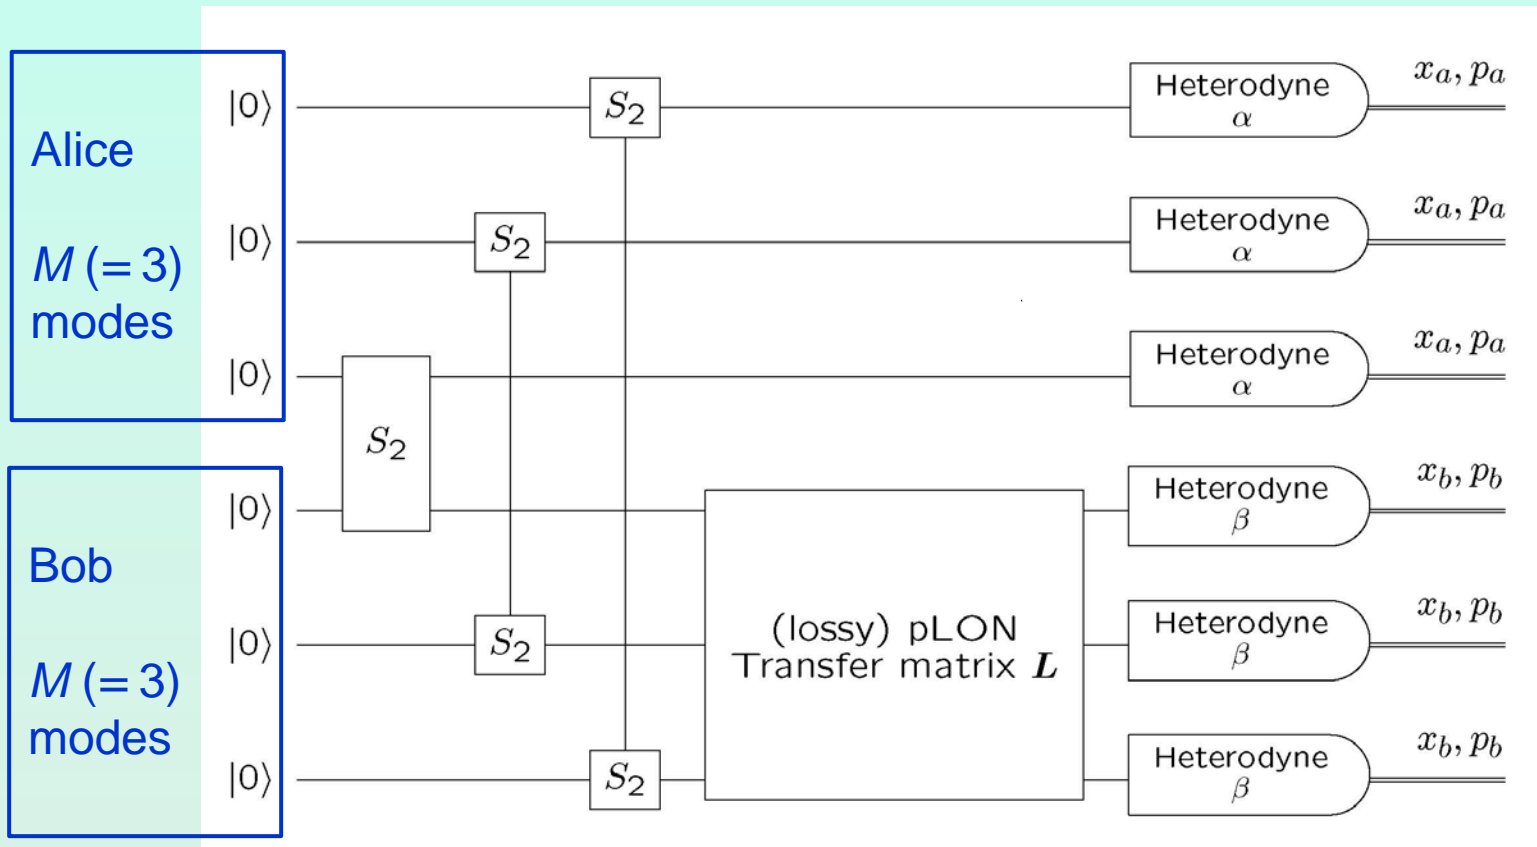 Alice
M (= 3)
modes
Bob
M (= 3)
modes
|0⟩
|0⟩
|0⟩
|0⟩
|0⟩
|0⟩
S₂
S₂
S₂
S₂
S₂
(lossy) pLON
Transfer matrix L
Heterodyne
α
x_a, p_a
Heterodyne
α
x_a, p_a
Heterodyne
α
x_a, p_a
Heterodyne
β
x_b, p_b
Heterodyne
β
x_b, p_b
Heterodyne
β
x_b, p_b